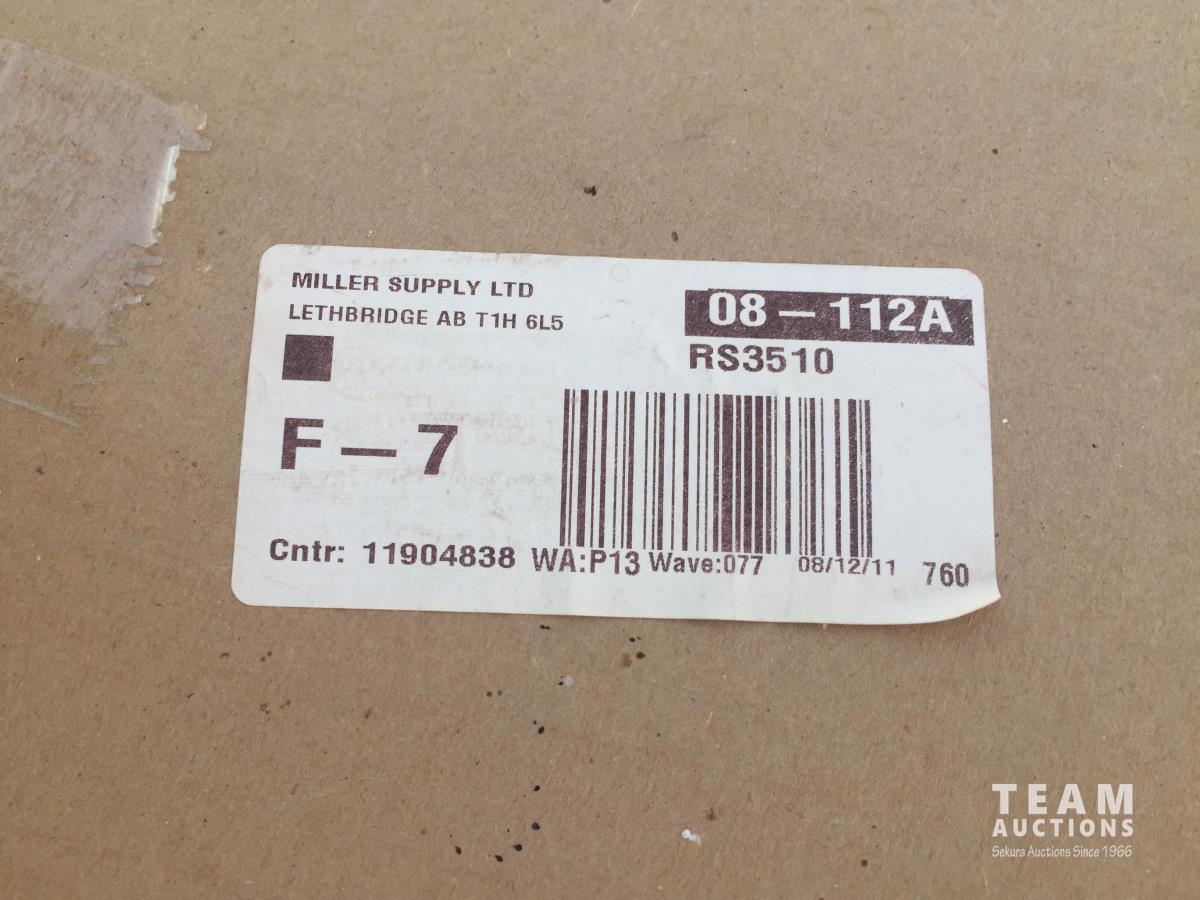 MILLER SUPPLY LTD
LETHBRIDGE AB T1H 6L5
08 – 112A
RS3510
F – 7
Cntr: 11904838 WA:P13 Wave:077 08/12/11 760
TEAM
AUCTIONS
Sekura Auctions Since 1966